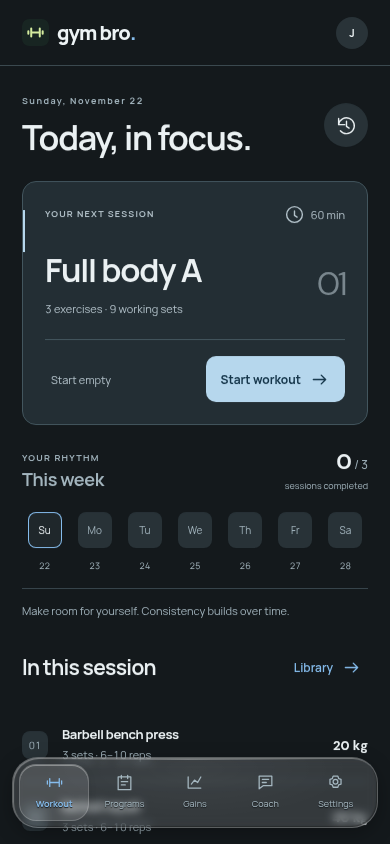 gym bro.
J
Sunday, November 22
Today, in focus.
YOUR NEXT SESSION
60 min
Full body A
01
3 exercises · 9 working sets
Start empty
Start workout
YOUR RHYTHM
This week
0 / 3
sessions completed
Su Mo Tu We Th Fr Sa
22 23 24 25 26 27 28
Make room for yourself. Consistency builds over time.
In this session
Library
01
Barbell bench press
3 sets · 6–10 reps
20 kg
Workout Programs Gains Coach Settings
3 sets · 8–10 reps